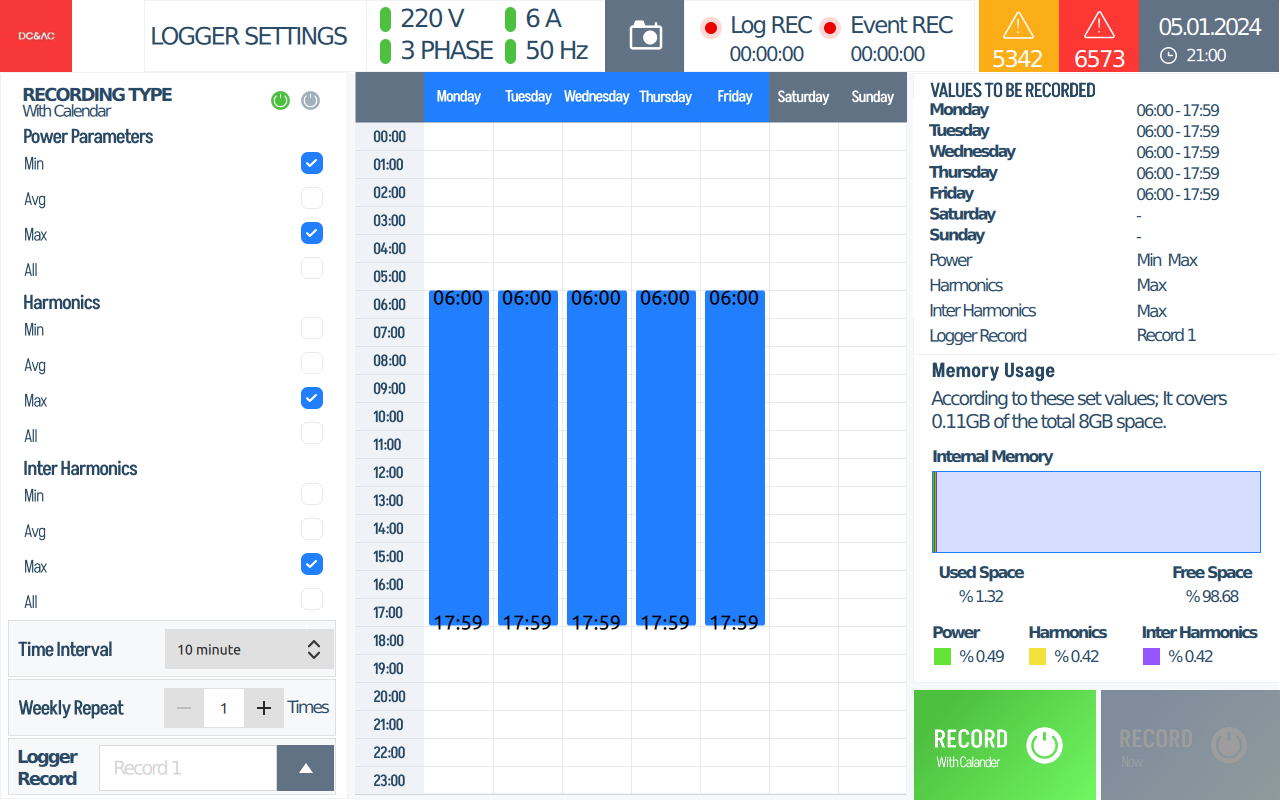 DC&AC
LOGGER SETTINGS
220 V
6 A
3 PHASE
50 Hz
Log REC
Event REC
00:00:00
00:00:00
5342
6573
05.01.2024
21:00
RECORDING TYPE
With Calendar
Power Parameters
Min
Avg
Max
All
Harmonics
Min
Avg
Max
All
Inter Harmonics
Min
Avg
Max
All
Time Interval
10 minute
Weekly Repeat
1
Times
Logger
Record
Record 1
Monday Tuesday Wednesday Thursday Friday Saturday Sunday
00:00
01:00
02:00
03:00
04:00
05:00
06:00 06:00 06:00 06:00 06:00 06:00
07:00
08:00
09:00
10:00
11:00
12:00
13:00
14:00
15:00
16:00
17:00 17:59 17:59 17:59 17:59 17:59
18:00
19:00
20:00
21:00
22:00
23:00
VALUES TO BE RECORDED
Monday 06:00 - 17:59
Tuesday 06:00 - 17:59
Wednesday 06:00 - 17:59
Thursday 06:00 - 17:59
Friday 06:00 - 17:59
Saturday -
Sunday -
Power Min Max
Harmonics Max
Inter Harmonics Max
Logger Record Record 1
Memory Usage
According to these set values; It covers
0.11GB of the total 8GB space.
Internal Memory
Used Space Free Space
% 1.32 % 98.68
Power Harmonics Inter Harmonics
% 0.49 % 0.42 % 0.42
RECORD
With Calander
RECORD
Now